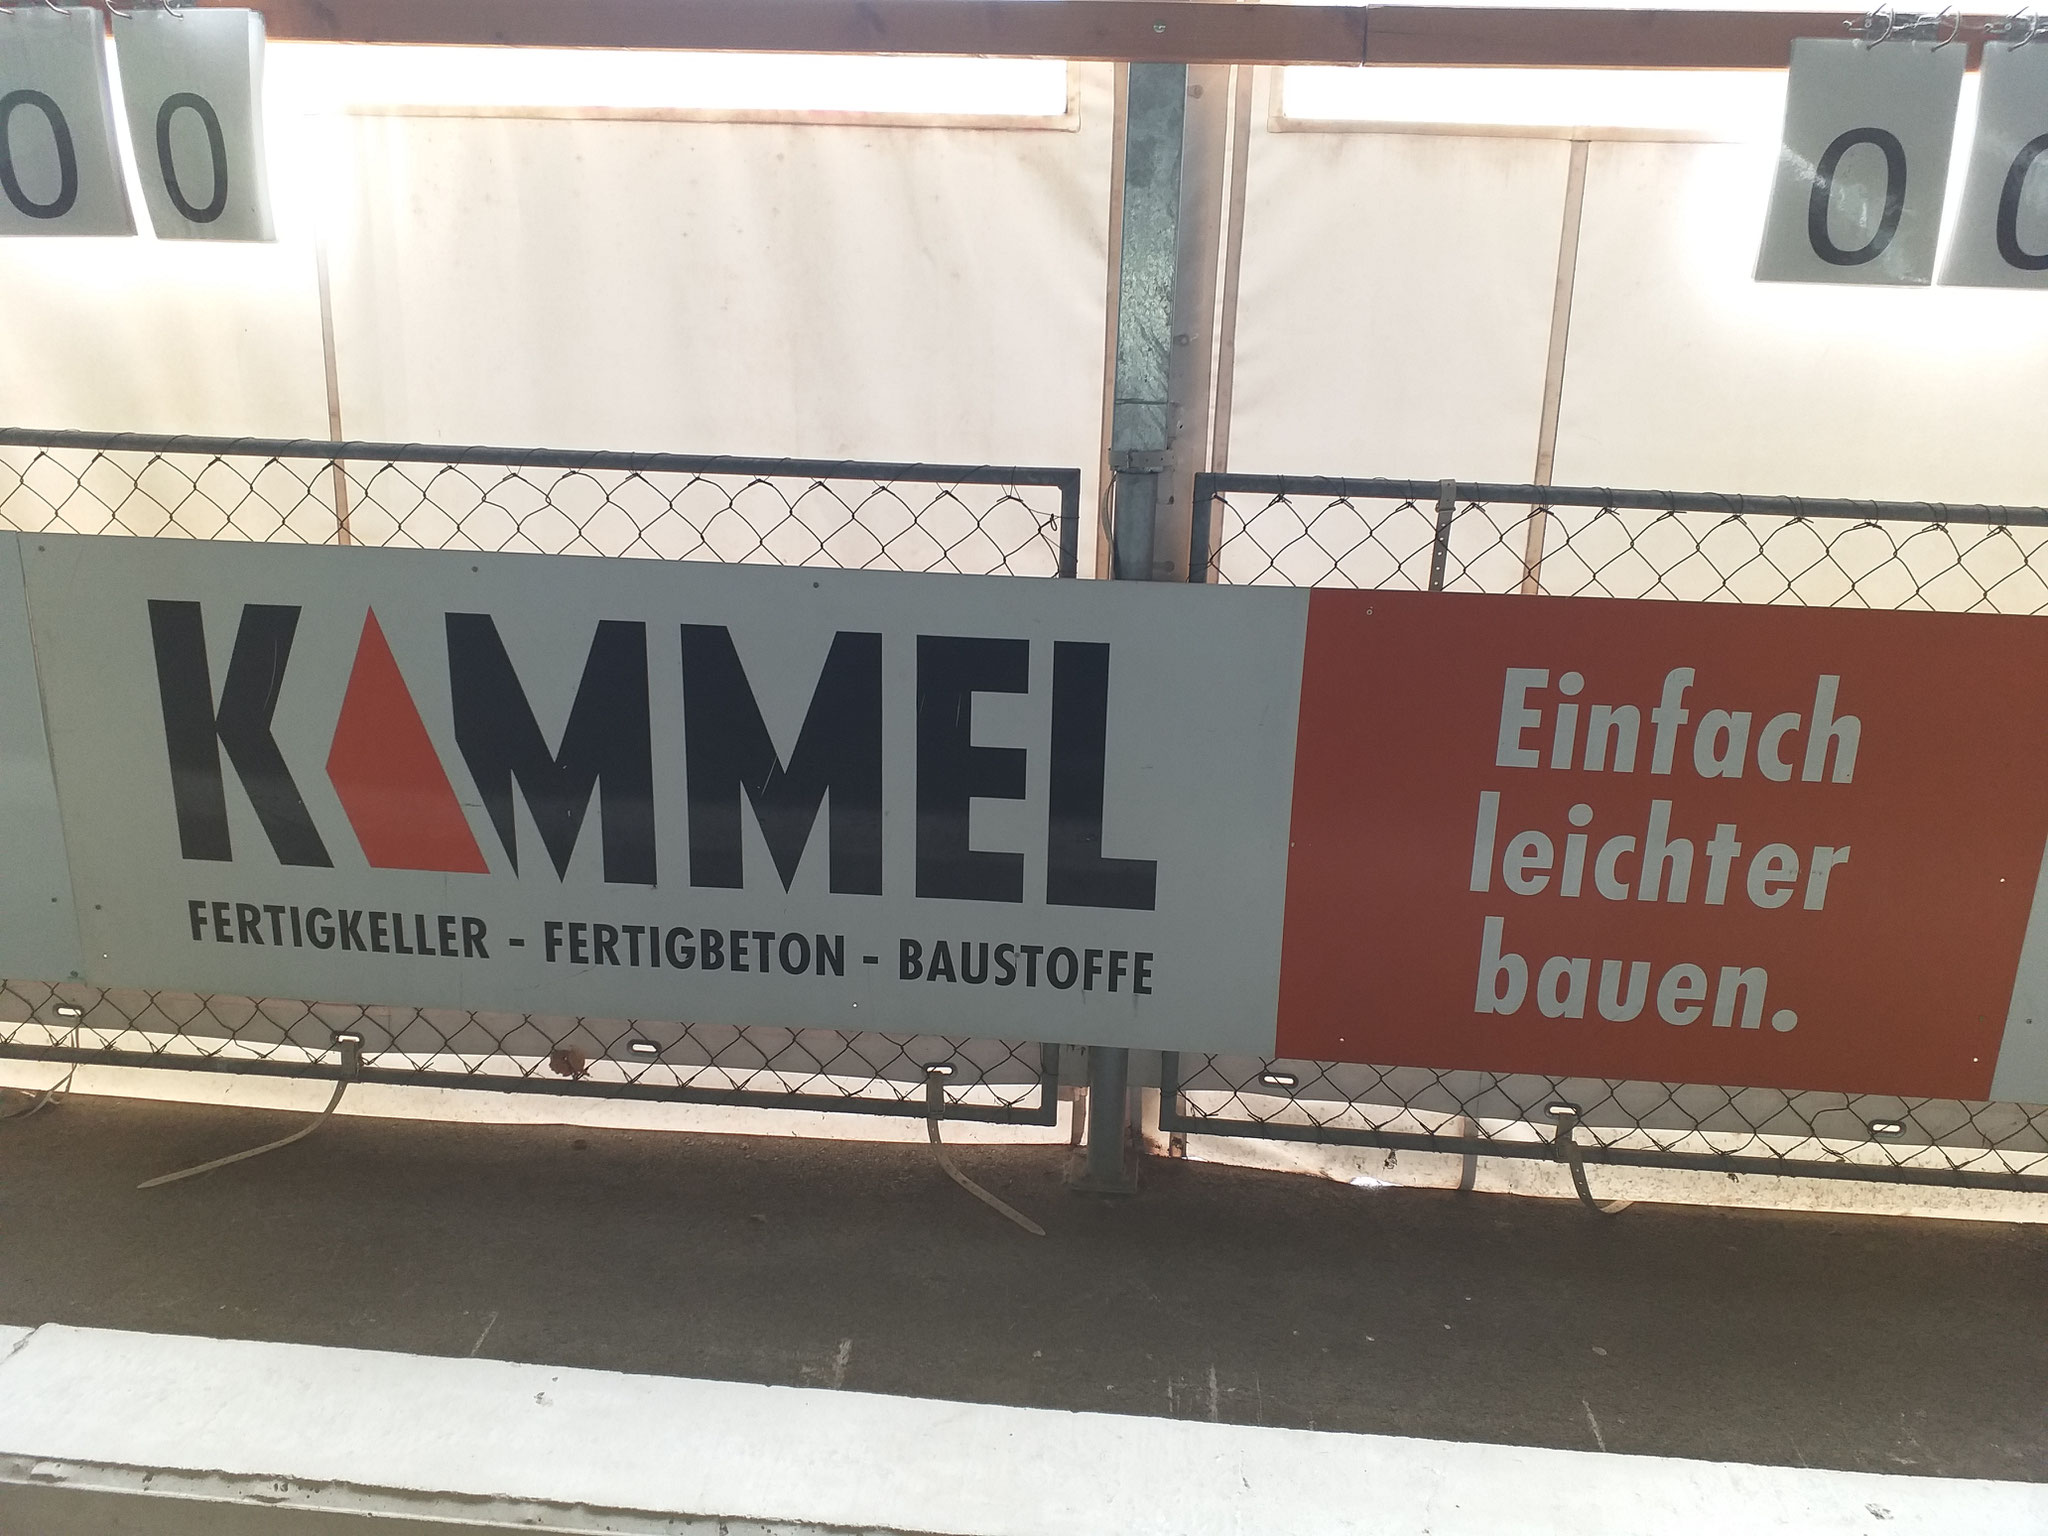 0 0
0 0
KAMMEL
FERTIGKELLER - FERTIGBETON - BAUSTOFFE
Einfach
leichter
bauen.